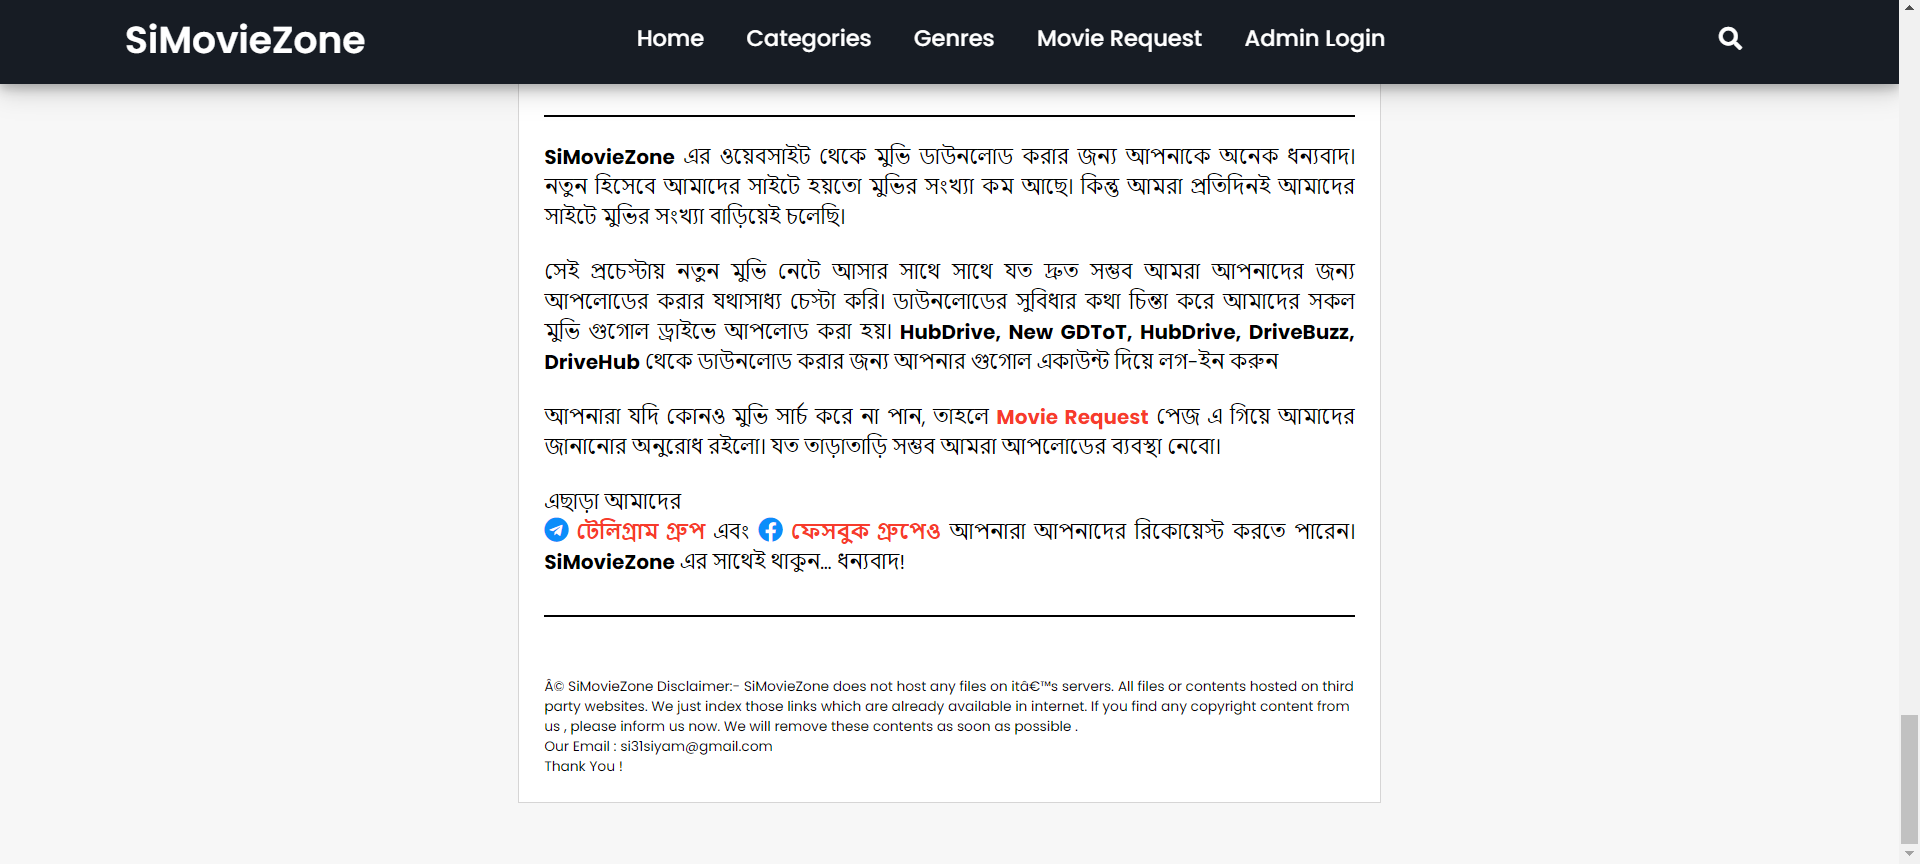 SiMovieZone Home Categories Genres Movie Request Admin Login
SiMovieZone এর ওয়েবসাইট থেকে মুভি ডাউনলোড করার জন্য আপনাকে অনেক ধন্যবাদ।
নতুন হিসেবে আমাদের সাইটে হয়তো মুভির সংখ্যা কম আছে। কিন্তু আমরা প্রতিদিনই আমাদের
সাইটে মুভির সংখ্যা বাড়িয়েই চলেছি।
সেই প্রচেস্টায় নতুন মুভি নেটে আসার সাথে সাথে যত দ্রুত সম্ভব আমরা আপনাদের জন্য
আপলোডের করার যথাসাধ্য চেস্টা করি। ডাউনলোডের সুবিধার কথা চিন্তা করে আমাদের সকল
মুভি গুগোল ড্রাইভে আপলোড করা হয়। HubDrive, New GDToT, HubDrive, DriveBuzz,
DriveHub থেকে ডাউনলোড করার জন্য আপনার গুগোল একাউন্ট দিয়ে লগ-ইন করুন
আপনারা যদি কোনও মুভি সার্চ করে না পান, তাহলে Movie Request পেজ এ গিয়ে আমাদের
জানানোর অনুরোধ রইলো। যত তাড়াতাড়ি সম্ভব আমরা আপলোডের ব্যবস্থা নেবো।
এছাড়া আমাদের
টেলিগ্রাম গ্রুপ এবং ফেসবুক গ্রুপেও আপনারা আপনাদের রিকোয়েস্ট করতে পারেন।
SiMovieZone এর সাথেই থাকুন... ধন্যবাদ!
Â© SiMovieZone Disclaimer:- SiMovieZone does not host any files on itâ€™s servers. All files or contents hosted on third
party websites. We just index those links which are already available in internet. If you find any copyright content from
us , please inform us now. We will remove these contents as soon as possible .
Our Email : si31siyam@gmail.com
Thank You !